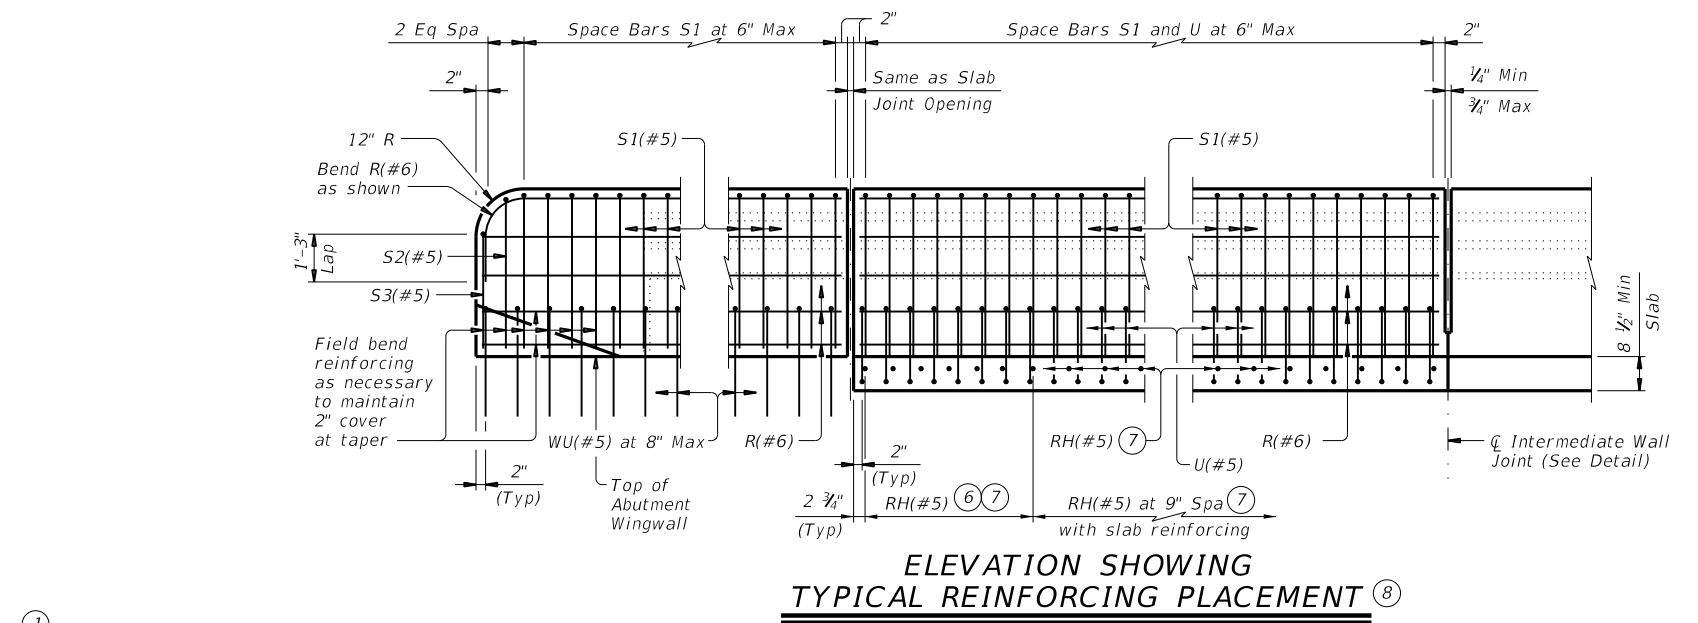 2 Eq Spa
Space Bars S1 at 6" Max
2"
Space Bars S1 and U at 6" Max
2"
2"
Same as Slab
Joint Opening
1/4" Min
3/4" Max
12" R
Bend R(#6)
as shown
S1(#5)
S1(#5)
1'-3"
Lap
S2(#5)
S3(#5)
8 1/2" Min
Slab
Field bend
reinforcing
as necessary
to maintain
2" cover
at taper
WU(#5) at 8" Max
R(#6)
RH(#5) 7
R(#6)
℄ Intermediate Wall
Joint (See Detail)
U(#5)
2"
(Typ)
2"
(Typ)
Top of
Abutment
Wingwall
2 3/4"
(Typ)
RH(#5) 6 7
RH(#5) at 9" Spa 7
with slab reinforcing
ELEVATION SHOWING
TYPICAL REINFORCING PLACEMENT 8
1